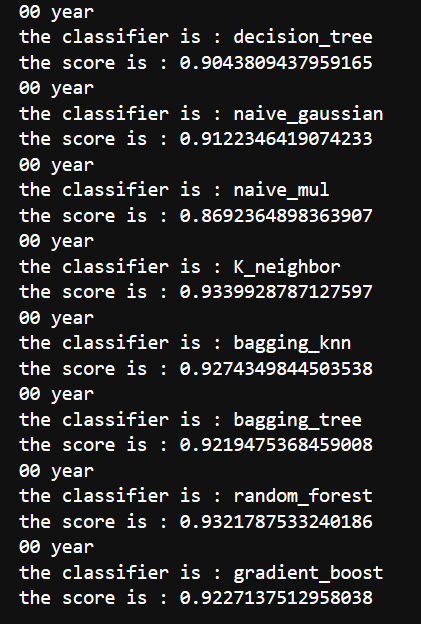 00 year
the classifier is : decision_tree
the score is : 0.9043809437959165
00 year
the classifier is : naive_gaussian
the score is : 0.9122346419074233
00 year
the classifier is : naive_mul
the score is : 0.8692364898363907
00 year
the classifier is : K_neighbor
the score is : 0.9339928787127597
00 year
the classifier is : bagging_knn
the score is : 0.9274349844503538
00 year
the classifier is : bagging_tree
the score is : 0.9219475368459008
00 year
the classifier is : random_forest
the score is : 0.9321787533240186
00 year
the classifier is : gradient_boost
the score is : 0.9227137512958038